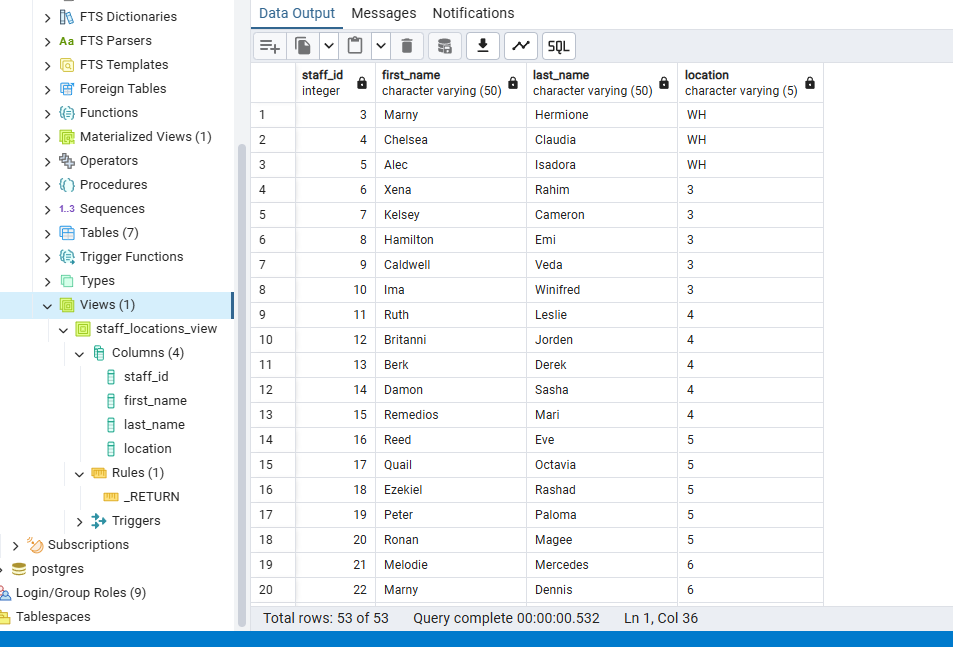 FTS Dictionaries
Aa FTS Parsers
FTS Templates
Foreign Tables
Functions
Materialized Views (1)
Operators
Procedures
1..3 Sequences
Tables (7)
Trigger Functions
Types
Views (1)
staff_locations_view
Columns (4)
staff_id
first_name
last_name
location
Rules (1)
_RETURN
Triggers
Subscriptions
postgres
Login/Group Roles (9)
Tablespaces
Data Output Messages Notifications
SQL
staff_id first_name last_name location
integer character varying (50) character varying (50) character varying (5)
1 3 Marny Hermione WH
2 4 Chelsea Claudia WH
3 5 Alec Isadora WH
4 6 Xena Rahim 3
5 7 Kelsey Cameron 3
6 8 Hamilton Emi 3
7 9 Caldwell Veda 3
8 10 Ima Winifred 3
9 11 Ruth Leslie 4
10 12 Britanni Jorden 4
11 13 Berk Derek 4
12 14 Damon Sasha 4
13 15 Remedios Mari 4
14 16 Reed Eve 5
15 17 Quail Octavia 5
16 18 Ezekiel Rashad 5
17 19 Peter Paloma 5
18 20 Ronan Magee 5
19 21 Melodie Mercedes 6
20 22 Marny Dennis 6
Total rows: 53 of 53 Query complete 00:00:00.532 Ln 1, Col 36